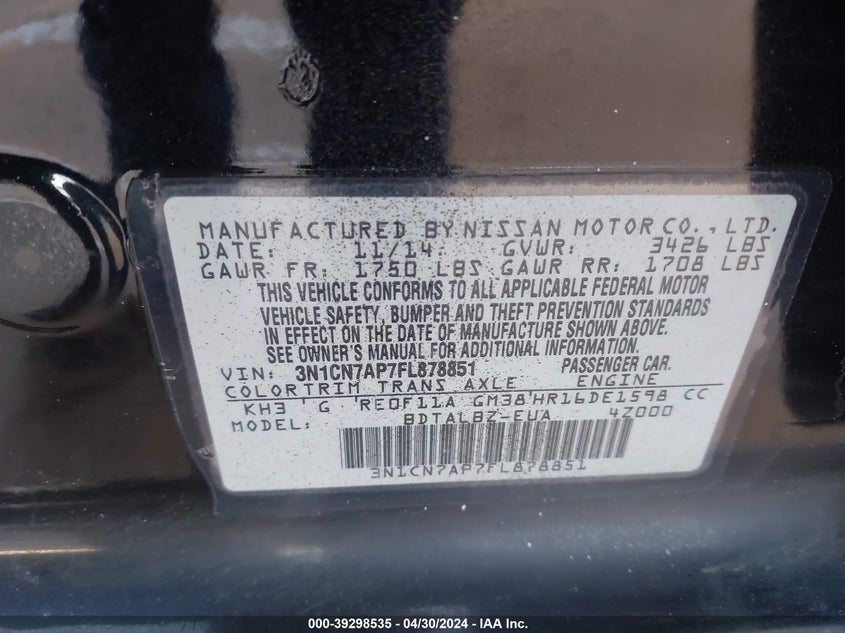 MANUFACTURED BY NISSAN MOTOR CO., LTD.
DATE: 11/14 GVWR: 3426 LBS
GAWR FR: 1750 LBS GAWR RR: 1708 LBS
THIS VEHICLE CONFORMS TO ALL APPLICABLE FEDERAL MOTOR
VEHICLE SAFETY, BUMPER AND THEFT PREVENTION STANDARDS
IN EFFECT ON THE DATE OF MANUFACTURE SHOWN ABOVE.
SEE OWNER'S MANUAL FOR ADDITIONAL INFORMATION.
VIN: 3N1CN7AP7FL878851 PASSENGER CAR.
COLOR TRIM TRANS AXLE ENGINE
KH3 G RE0F11A GM38 HR16DE1598 CC
MODEL: BDTALBZ-EUA 4Z000
3N1CN7AP7FL878851
000-39298535 - 04/30/2024 - IAA Inc.